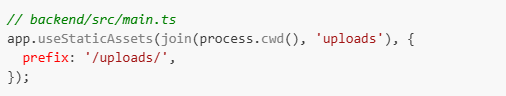 // backend/src/main.ts
app.useStaticAssets(join(process.cwd(), 'uploads'), {
  prefix: '/uploads/',
});